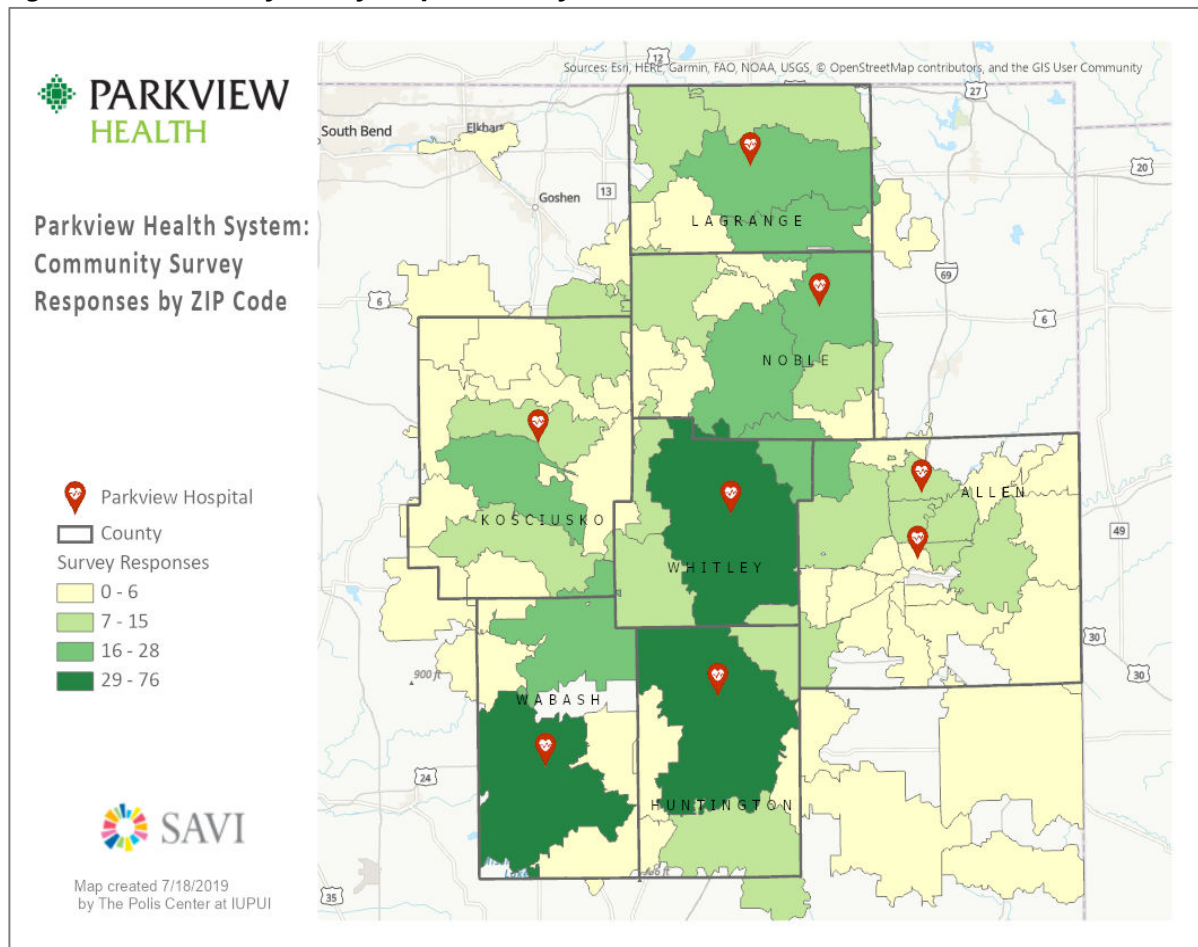 PARKVIEW
HEALTH
Parkview Health System:
Community Survey
Responses by ZIP Code
Parkview Hospital
County
Survey Responses
0 - 6
7 - 15
16 - 28
29 - 76
SAVI
Map created 7/18/2019
by The Polis Center at IUPUI
Sources: Esri, HERE, Garmin, FAO, NOAA, USGS, © OpenStreetMap contributors, and the GIS User Community
12
27
South Bend
Elkhart
20
Goshen
13
LAGRANGE
69
6
6
NOBLE
ALLEN
KOSCIUSKO
49
WHITLEY
30
30
900 ft
WABASH
24
HUNTINGTON
35